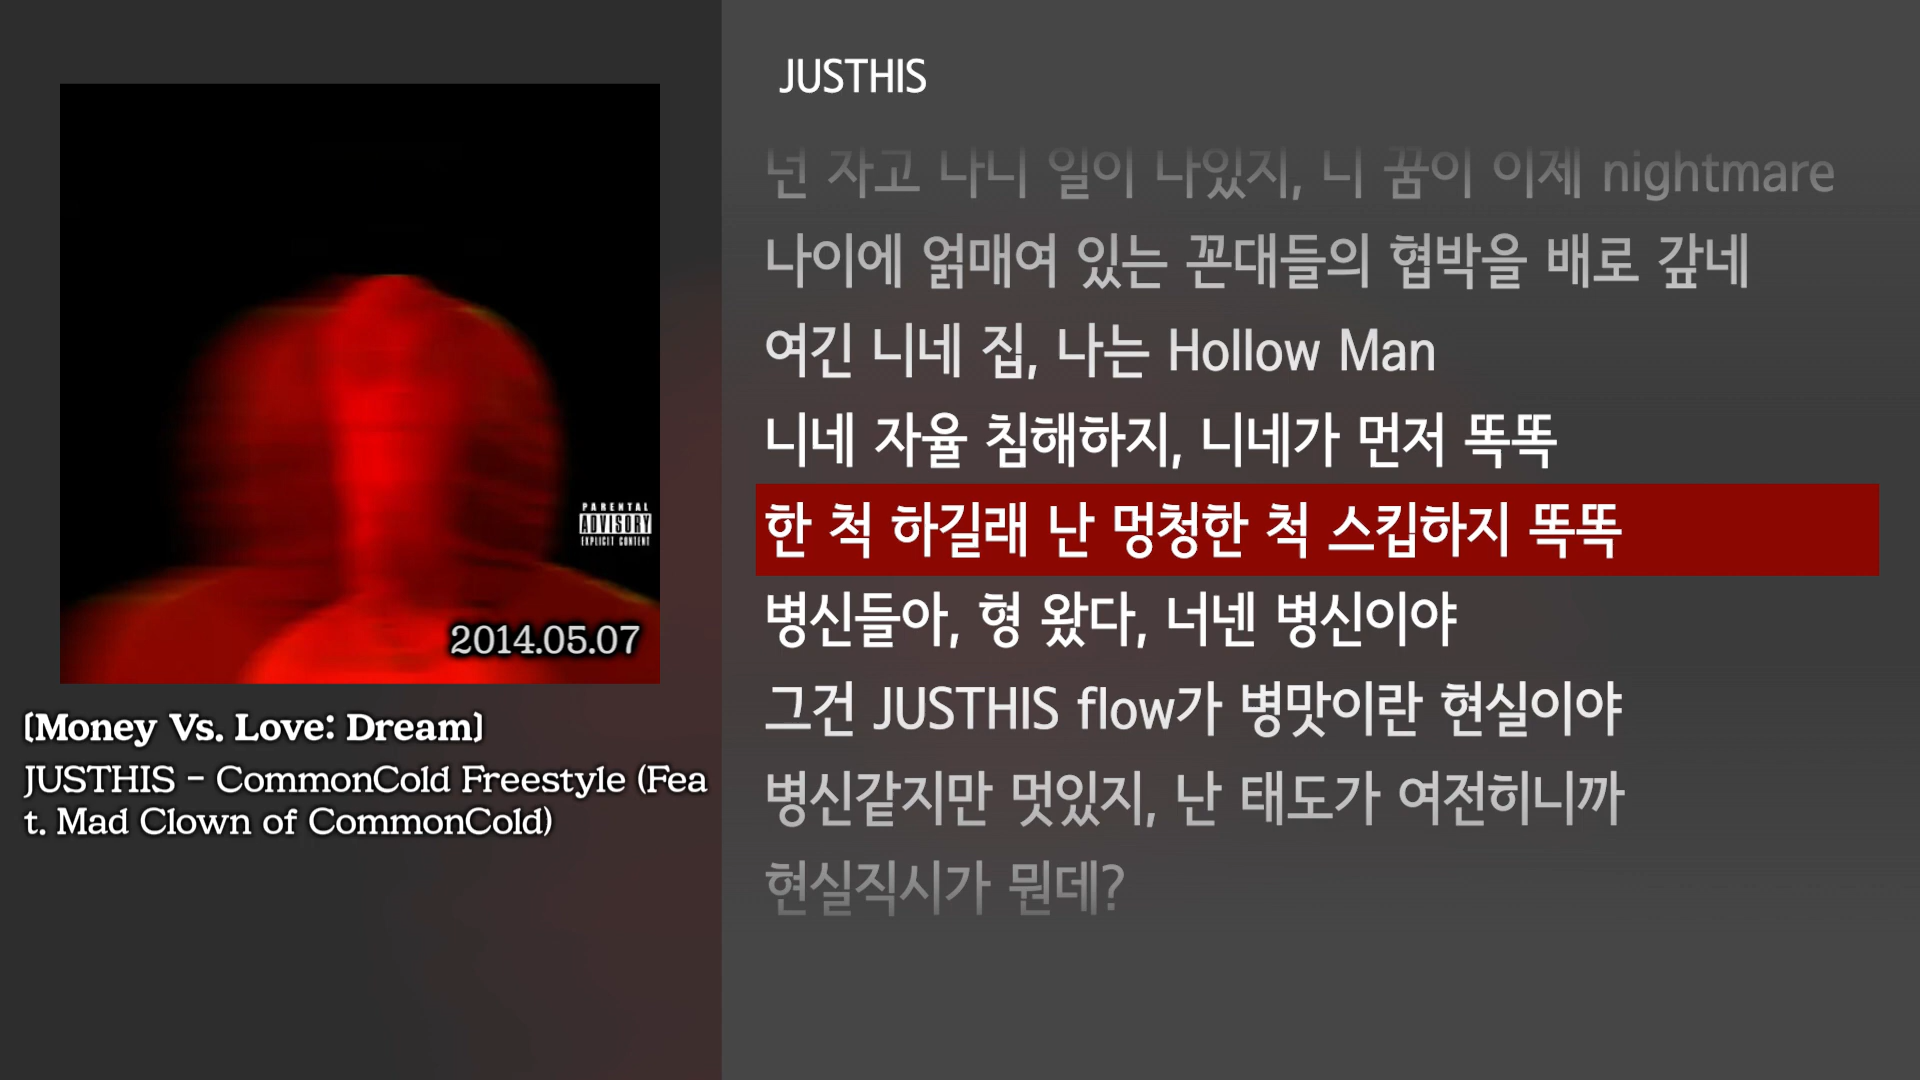 PARENTAL
ADVISORY
EXPLICIT CONTENT
2014.05.07
[Money Vs. Love: Dream]
JUSTHIS - CommonCold Freestyle (Fea
t. Mad Clown of CommonCold)
JUSTHIS
넌 자고 나니 일이 나있지, 니 꿈이 이제 nightmare
나이에 얽매여 있는 꼰대들의 협박을 배로 갚네
여긴 니네 집, 나는 Hollow Man
니네 자율 침해하지, 니네가 먼저 똑똑
한 척 하길래 난 멍청한 척 스킵하지 똑똑
병신들아, 형 왔다, 너넨 병신이야
그건 JUSTHIS flow가 병맛이란 현실이야
병신같지만 멋있지, 난 태도가 여전히니까
현실직시가 뭔데?